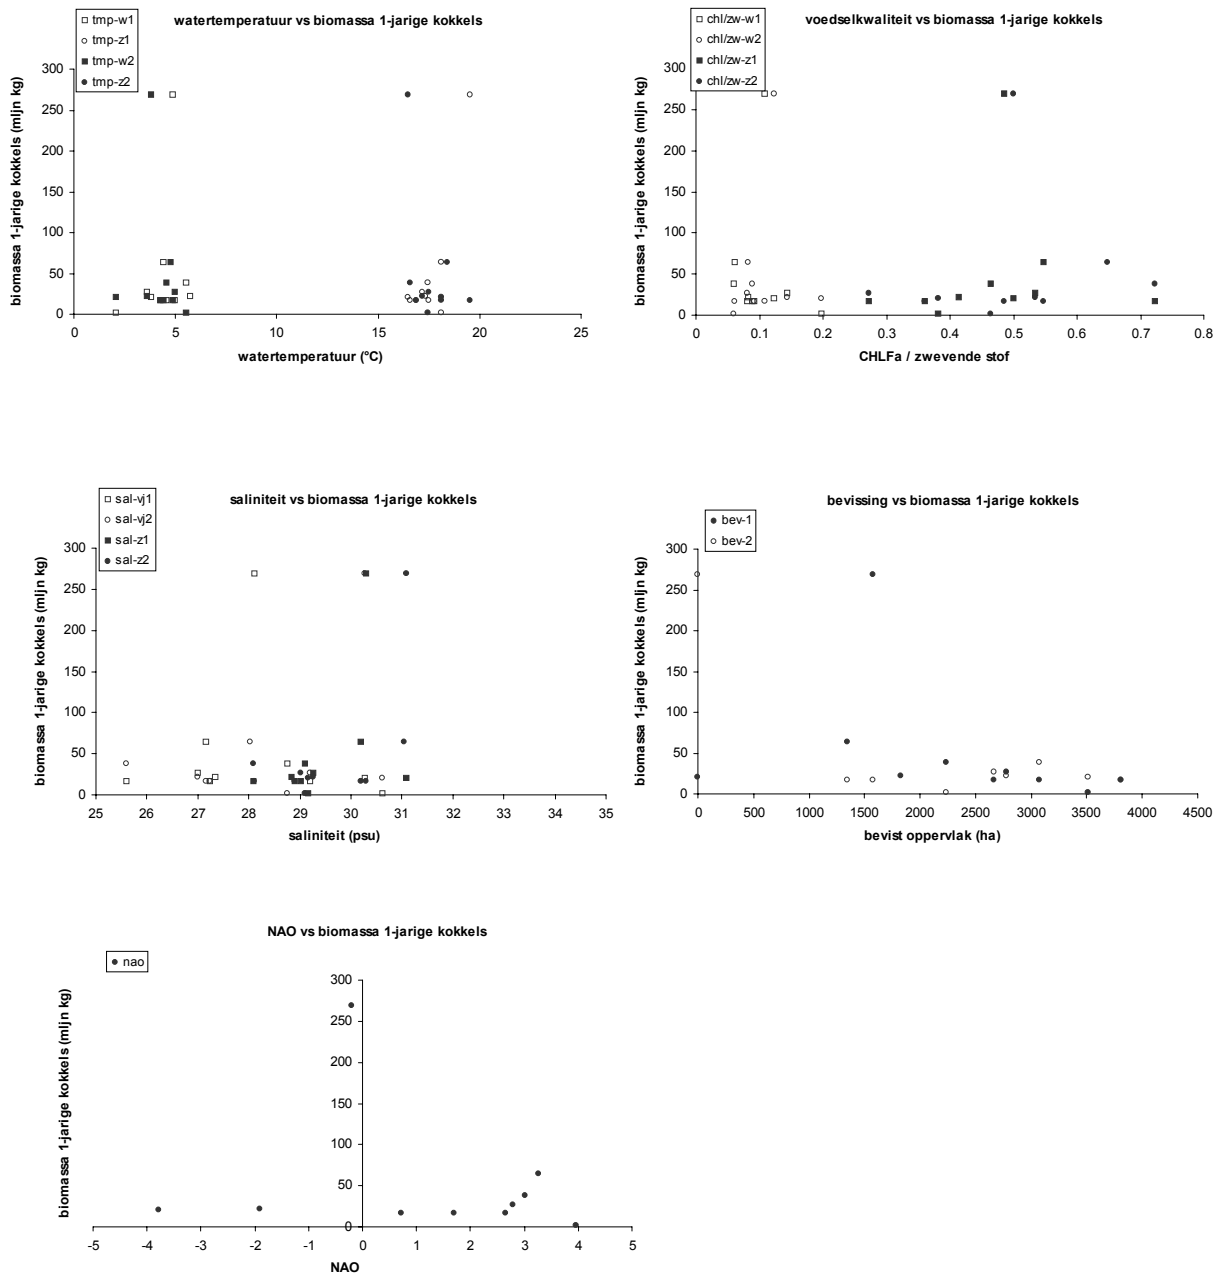 watertemperatuur vs biomassa 1-jarige kokkels
tmp-w1
tmp-z1
tmp-w2
tmp-z2
biomassa 1-jarige kokkels (mljn kg)
300
250
200
150
100
50
0
0 5 10 15 20 25
watertemperatuur (°C)
voedselkwaliteit vs biomassa 1-jarige kokkels
chl/zw-w1
chl/zw-w2
chl/zw-z1
chl/zw-z2
biomassa 1-jarige kokkels (mljn kg)
300
250
200
150
100
50
0
0 0.1 0.2 0.3 0.4 0.5 0.6 0.7 0.8
CHLFa / zwevende stof
saliniteit vs biomassa 1-jarige kokkels
sal-vj1
sal-vj2
sal-z1
sal-z2
biomassa 1-jarige kokkels (mljn kg)
300
250
200
150
100
50
0
25 26 27 28 29 30 31 32 33 34 35
saliniteit (psu)
bevissing vs biomassa 1-jarige kokkels
bev-1
bev-2
biomassa 1-jarige kokkels (mljn kg)
300
250
200
150
100
50
0
0 500 1000 1500 2000 2500 3000 3500 4000 4500
bevist oppervlak (ha)
NAO vs biomassa 1-jarige kokkels
nao
biomassa 1-jarige kokkels (mljn kg)
300
250
200
150
100
50
0
-5 -4 -3 -2 -1 0 1 2 3 4 5
NAO